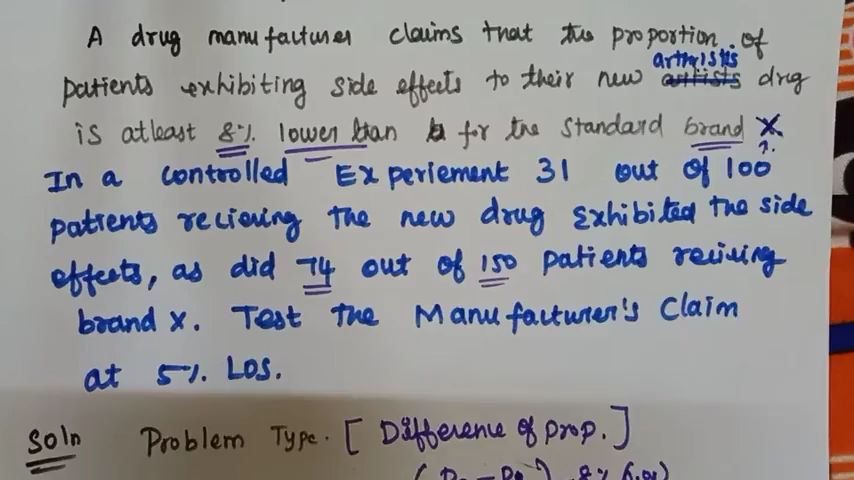 A drug manufacturer claims that the proportion of
patients exhibiting side effects to their new arthristis drug
is atleast 8% lower than for the standard brand X.
In a controlled Experiement 31 out of 100
patients recieving the new drug Exhibited the side
effects, as did 74 out of 150 patients reciving
brand X. Test the Manufacturer's Claim
at 5% LOS.
Soln Problem Type. [Difference of prop.]
8%